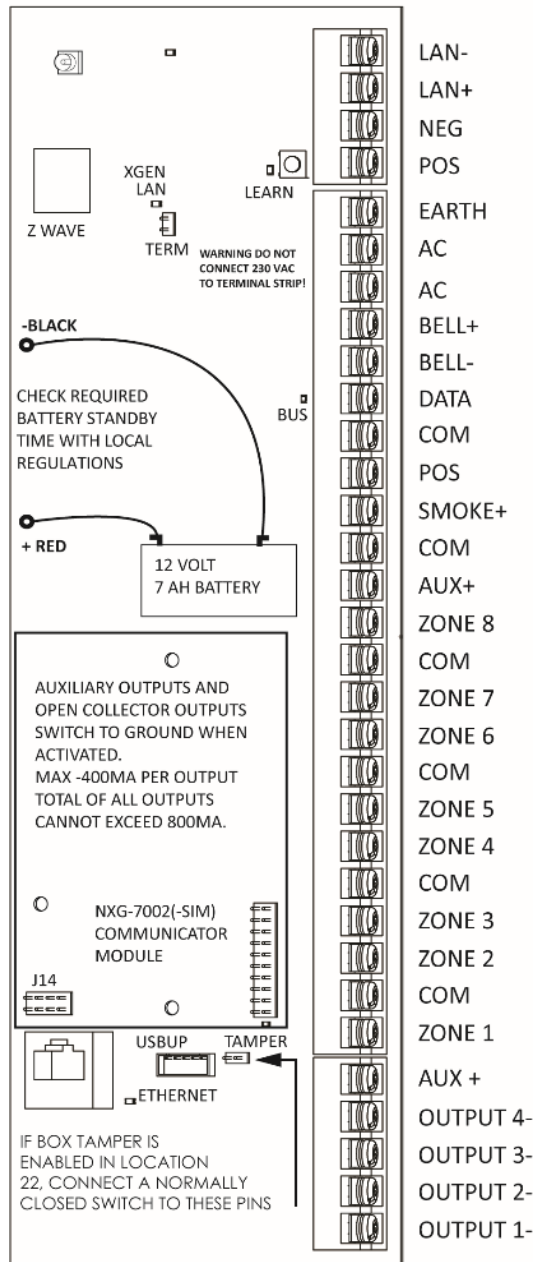 LAN-
LAN+
NEG
POS
XGEN
LAN
LEARN
Z WAVE
TERM
EARTH
WARNING DO NOT
CONNECT 230 VAC
TO TERMINAL STRIP!
AC
AC
-BLACK
BELL+
BELL-
CHECK REQUIRED
BATTERY STANDBY
TIME WITH LOCAL
REGULATIONS
BUS
DATA
COM
POS
SMOKE+
+ RED
COM
12 VOLT
7 AH BATTERY
AUX+
ZONE 8
COM
AUXILIARY OUTPUTS AND
OPEN COLLECTOR OUTPUTS
SWITCH TO GROUND WHEN
ACTIVATED.
MAX -400MA PER OUTPUT
TOTAL OF ALL OUTPUTS
CANNOT EXCEED 800MA.
ZONE 7
ZONE 6
COM
ZONE 5
ZONE 4
COM
NXG-7002(-SIM)
COMMUNICATOR
MODULE
ZONE 3
ZONE 2
J14
COM
ZONE 1
USBUP
TAMPER
ETHERNET
AUX +
OUTPUT 4-
IF BOX TAMPER IS
ENABLED IN LOCATION
22, CONNECT A NORMALLY
CLOSED SWITCH TO THESE PINS
OUTPUT 3-
OUTPUT 2-
OUTPUT 1-